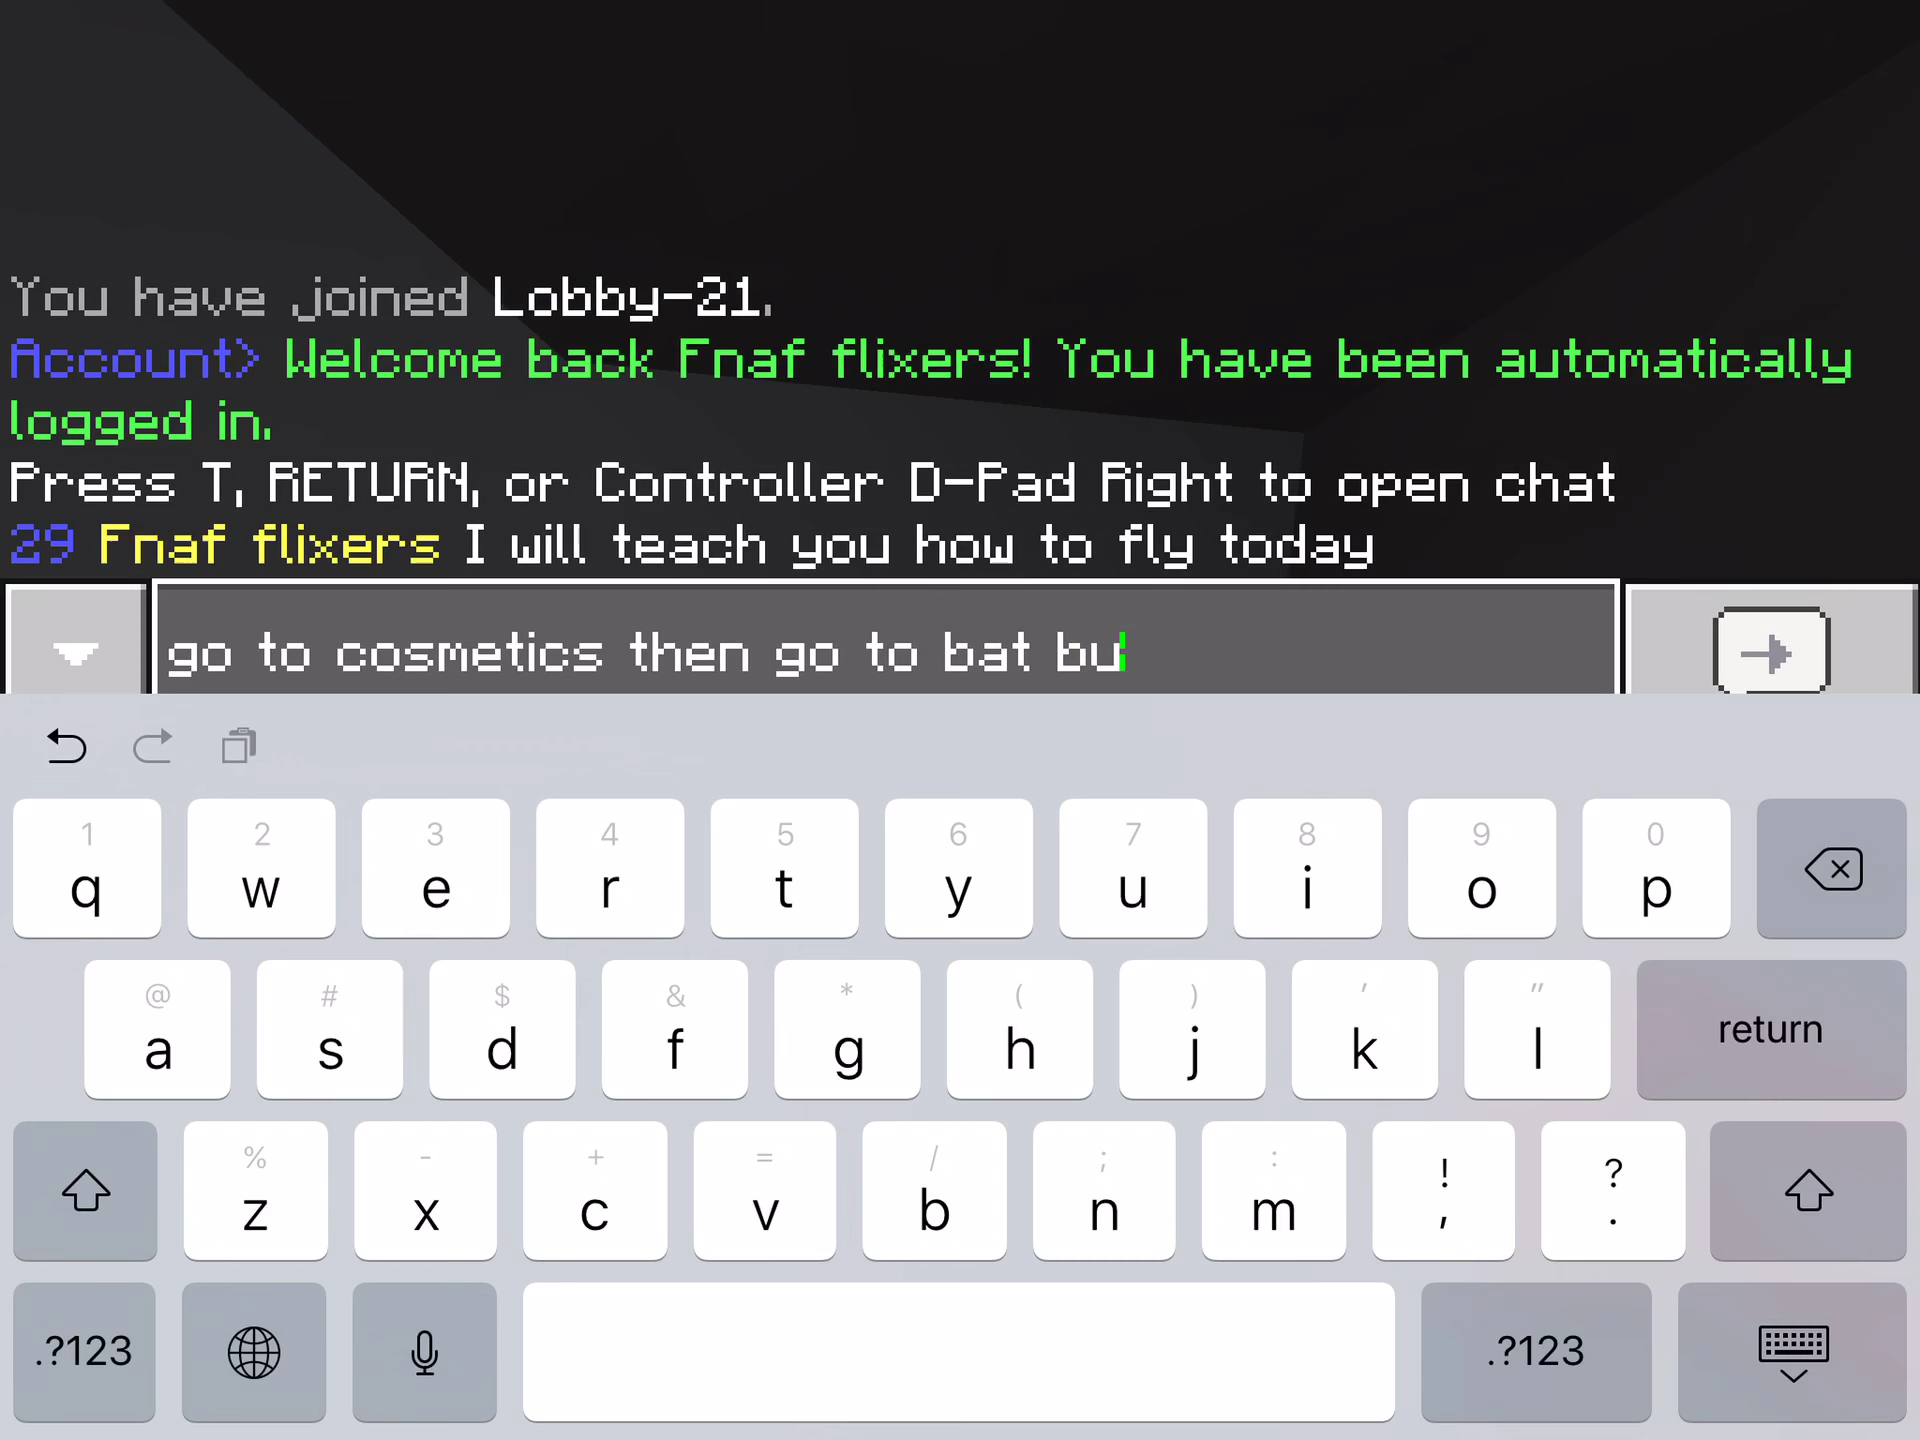 You have joined Lobby-21.
Account> Welcome back Fnaf flixers! You have been automatically
logged in.
Press T, RETURN, or Controller D-Pad Right to open chat
29 Fnaf flixers I will teach you how to fly today
go to cosmetics then go to bat bu
1 2 3 4 5 6 7 8 9 0
q w e r t y u i o p
@ # $ & * ( ) ' "
a s d f g h j k l return
% - + = / ; : ! ?
z x c v b n m , .
.?123 .?123